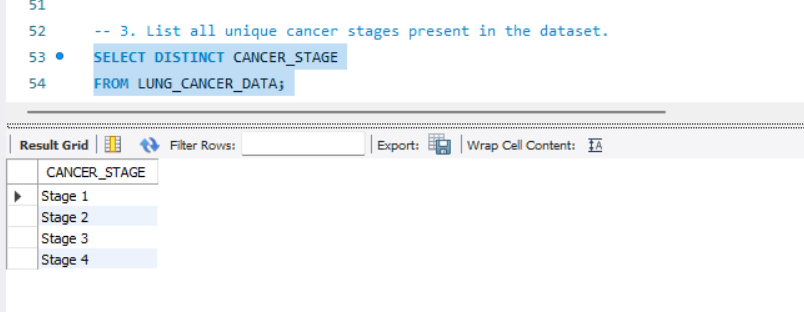 51
52 -- 3. List all unique cancer stages present in the dataset.
53 SELECT DISTINCT CANCER_STAGE
54 FROM LUNG_CANCER_DATA;
Result Grid Filter Rows: Export: Wrap Cell Content: IA
CANCER_STAGE
Stage 1
Stage 2
Stage 3
Stage 4